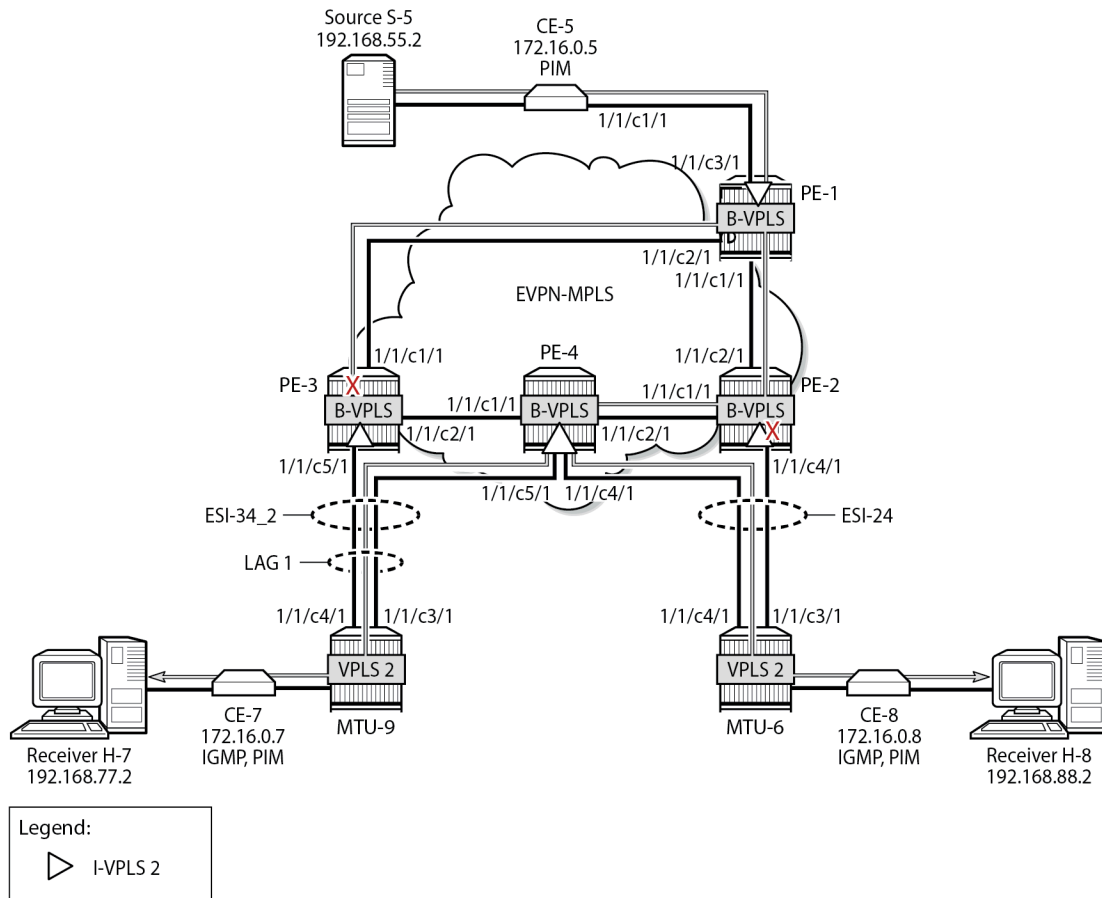 Source S-5
192.168.55.2
CE-5
172.16.0.5
PIM
1/1/c1/1
1/1/c3/1
PE-1
B-VPLS
1/1/c2/1
1/1/c1/1
EVPN-MPLS
1/1/c1/1
PE-4
1/1/c2/1
PE-3
X
1/1/c1/1
1/1/c1/1
PE-2
B-VPLS
B-VPLS
B-VPLS
X
1/1/c2/1
1/1/c2/1
1/1/c5/1
1/1/c5/1
1/1/c4/1
1/1/c4/1
ESI-34_2
ESI-24
LAG 1
1/1/c4/1
1/1/c3/1
1/1/c4/1
1/1/c3/1
VPLS 2
VPLS 2
MTU-9
MTU-6
CE-7
172.16.0.7
IGMP, PIM
CE-8
172.16.0.8
IGMP, PIM
Receiver H-7
192.168.77.2
Receiver H-8
192.168.88.2
Legend:
I-VPLS 2